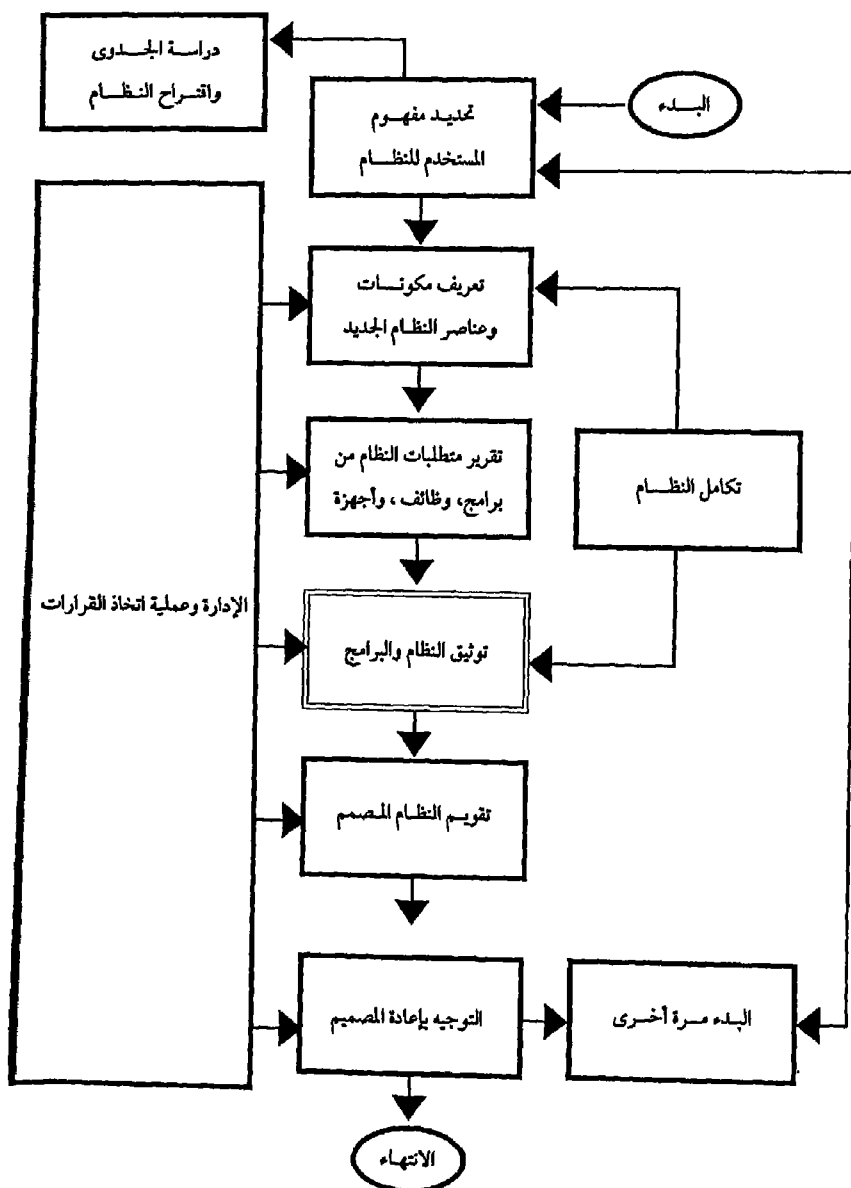 البدء
تحديد مفهوم
المستخدم للنظام
دراسة الجدوى
واقتراح النظام
تعريف مكونات
وعناصر النظام الجديد
تقرير متطلبات النظام من
برامج، وظائف، وأجهزة
تكامل النظام
توثيق النظام والبرامج
الإدارة وعملية اتخاذ القرارات
تقويم النظام المصمم
التوجيه بإعادة المصميم
البدء مرة أخرى
الانتهاء